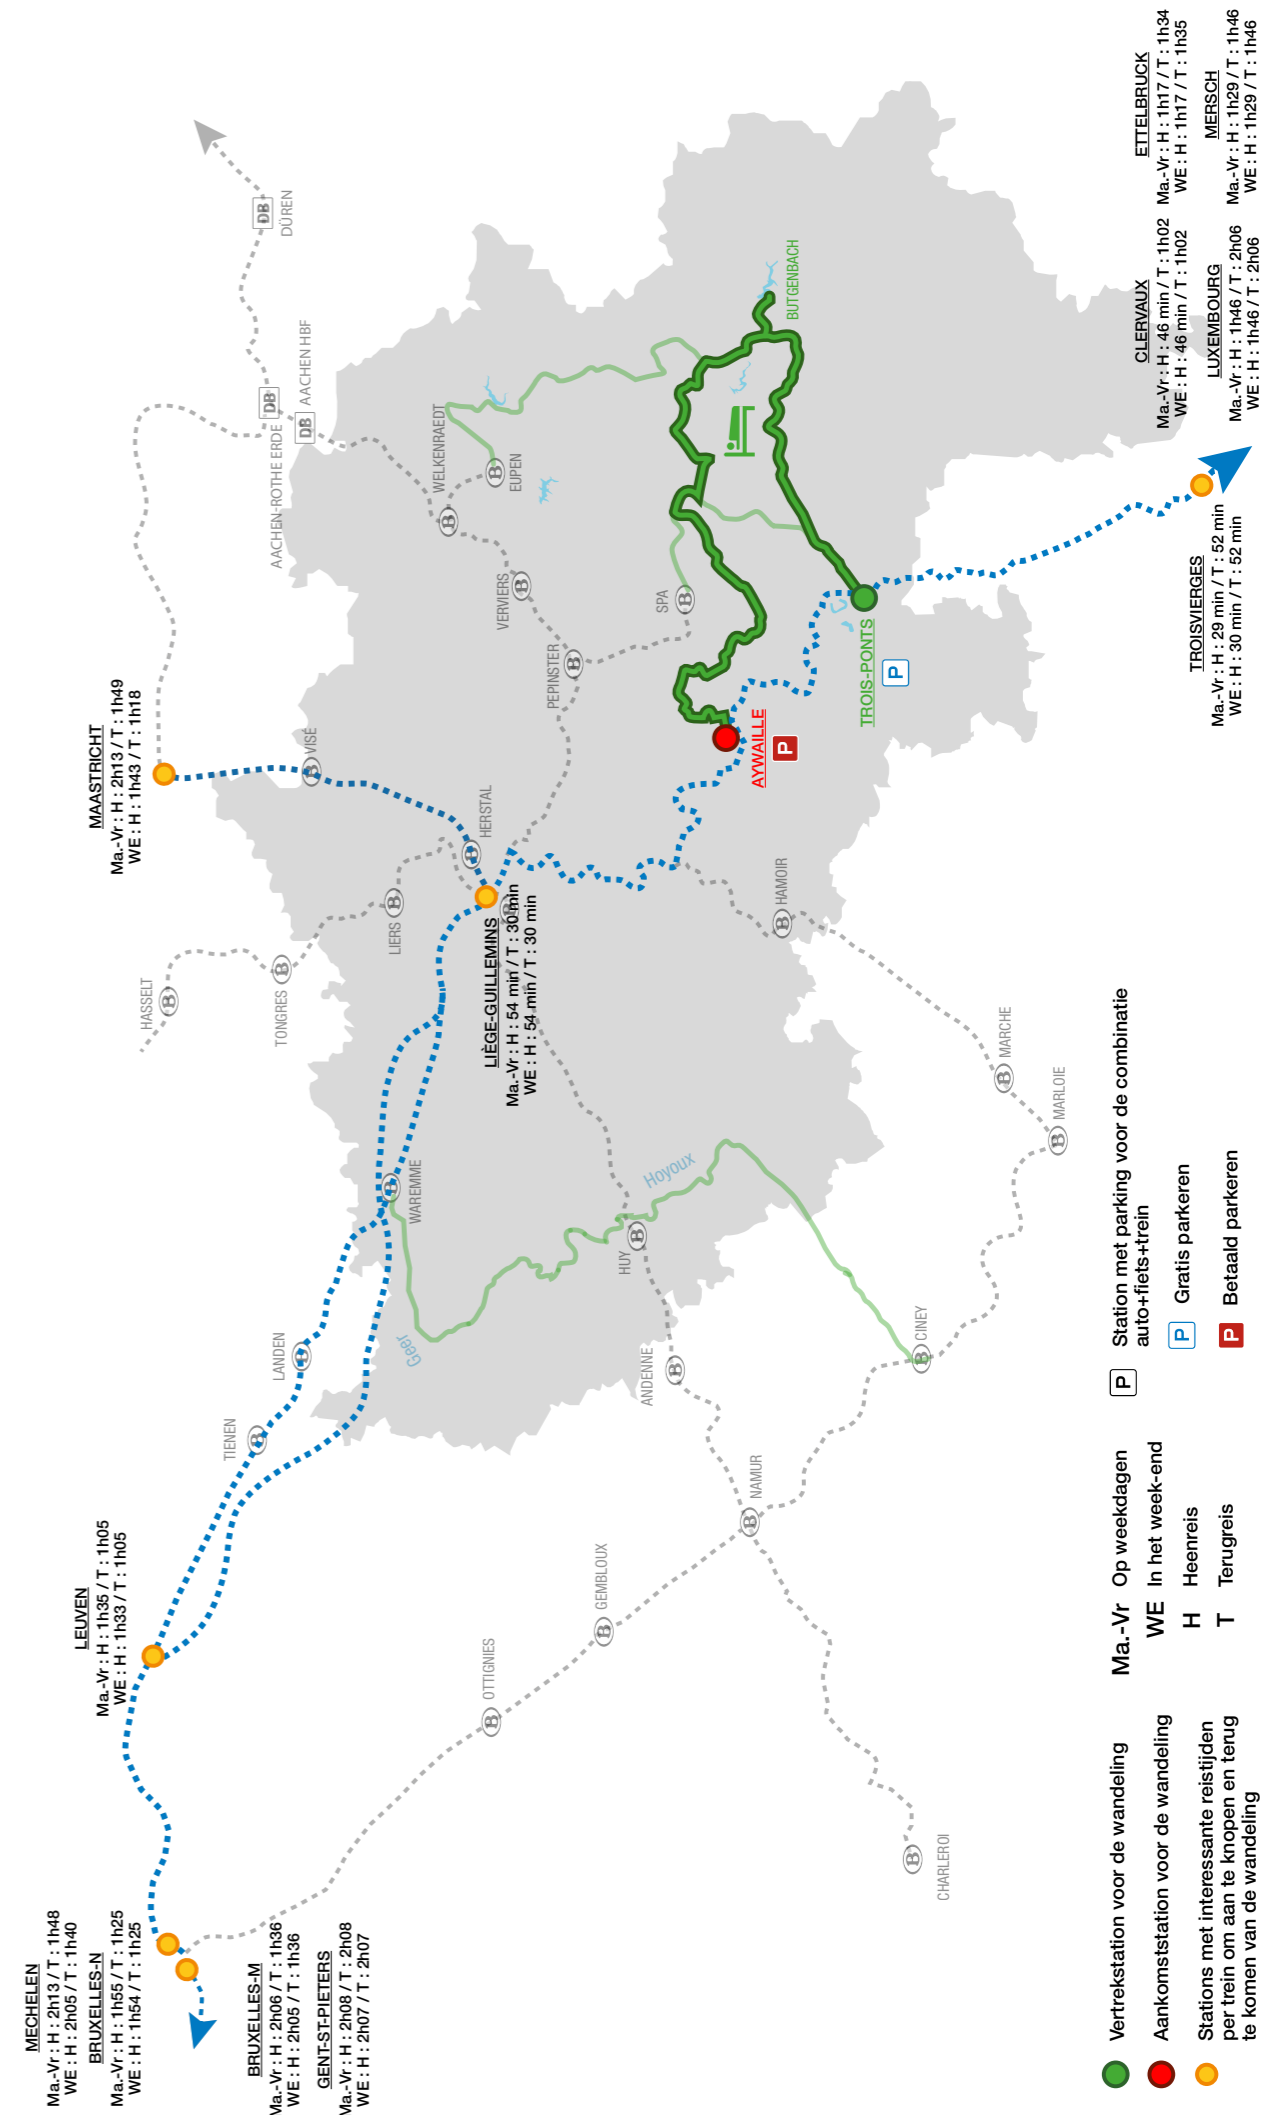 MECHELEN
Ma.-Vr : H : 2h13 / T : 1h48
WE : H : 2h05 / T : 1h40
BRUXELLES-N
Ma.-Vr : H : 1h55 / T : 1h25
WE : H : 1h54 / T : 1h25
BRUXELLES-M
Ma.-Vr : H : 2h06 / T : 1h36
WE : H : 2h05 / T : 1h36
GENT-ST-PIETERS
Ma.-Vr : H : 2h08 / T : 2h08
WE : H : 2h07 / T : 2h07
LEUVEN
Ma.-Vr : H : 1h35 / T : 1h05
WE : H : 1h33 / T : 1h05
MAASTRICHT
Ma.-Vr : H : 2h13 / T : 1h49
WE : H : 1h43 / T : 1h18
LIÈGE-GUILLEMINS
Ma.-Vr : H : 54 min / T : 30 min
WE : H : 54 min / T : 30 min
TROISVIERGES
Ma.-Vr : H : 29 min / T : 52 min
WE : H : 30 min / T : 52 min
CLERVAUX
Ma.-Vr : H : 46 min / T : 1h02
WE : H : 46 min / T : 1h02
LUXEMBOURG
Ma.-Vr : H : 1h46 / T : 2h06
WE : H : 1h46 / T : 2h06
ETTELBRUCK
Ma.-Vr : H : 1h17 / T : 1h34
WE : H : 1h17 / T : 1h35
MERSCH
Ma.-Vr : H : 1h29 / T : 1h46
WE : H : 1h29 / T : 1h46
TIENEN
B
LANDEN
B
WAREMME
B
Geer
HASSELT
B
TONGRES
B
LIERS
B
HERSTAL
B
VISÉ
B
B
AACHEN-ROTHE ERDE
DB
DB
AACHEN HBF
DB
DÜREN
WELKENRAEDT
B
B
EUPEN
VERVIERS
B
PEPINSTER
B
SPA
B
BUTGENBACH
AYWAILLE
P
TROIS-PONTS
P
B
HAMOIR
B
MARCHE
B
MARLOIE
Hoyoux
HUY
B
ANDENNE
B
B
CINEY
B
NAMUR
B
GEMBLOUX
B
OTTIGNIES
B
CHARLEROI
Vertrekstation voor de wandeling
Aankomststation voor de wandeling
Stations met interessante reistijden
per trein om aan te knopen en terug
te komen van de wandeling
Ma.-Vr Op weekdagen
WE In het week-end
H Heenreis
T Terugreis
P Station met parking voor de combinatie
auto+fiets+trein
P Gratis parkeren
P Betaald parkeren